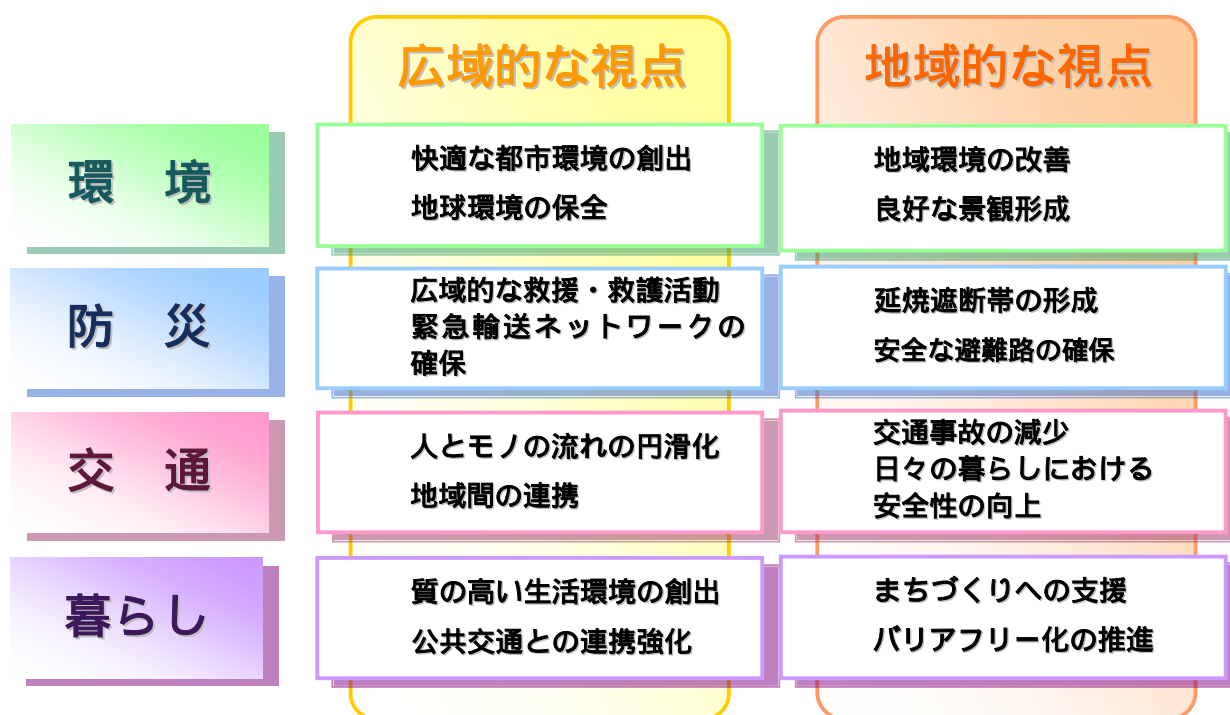 広域的な視点
地域的な視点
環　境
快適な都市環境の創出
地球環境の保全
地域環境の改善
良好な景観形成
防　災
広域的な救援・救護活動
緊急輸送ネットワークの
確保
延焼遮断帯の形成
安全な避難路の確保
交　通
人とモノの流れの円滑化
地域間の連携
交通事故の減少
日々の暮らしにおける
安全性の向上
暮らし
質の高い生活環境の創出
公共交通との連携強化
まちづくりへの支援
バリアフリー化の推進